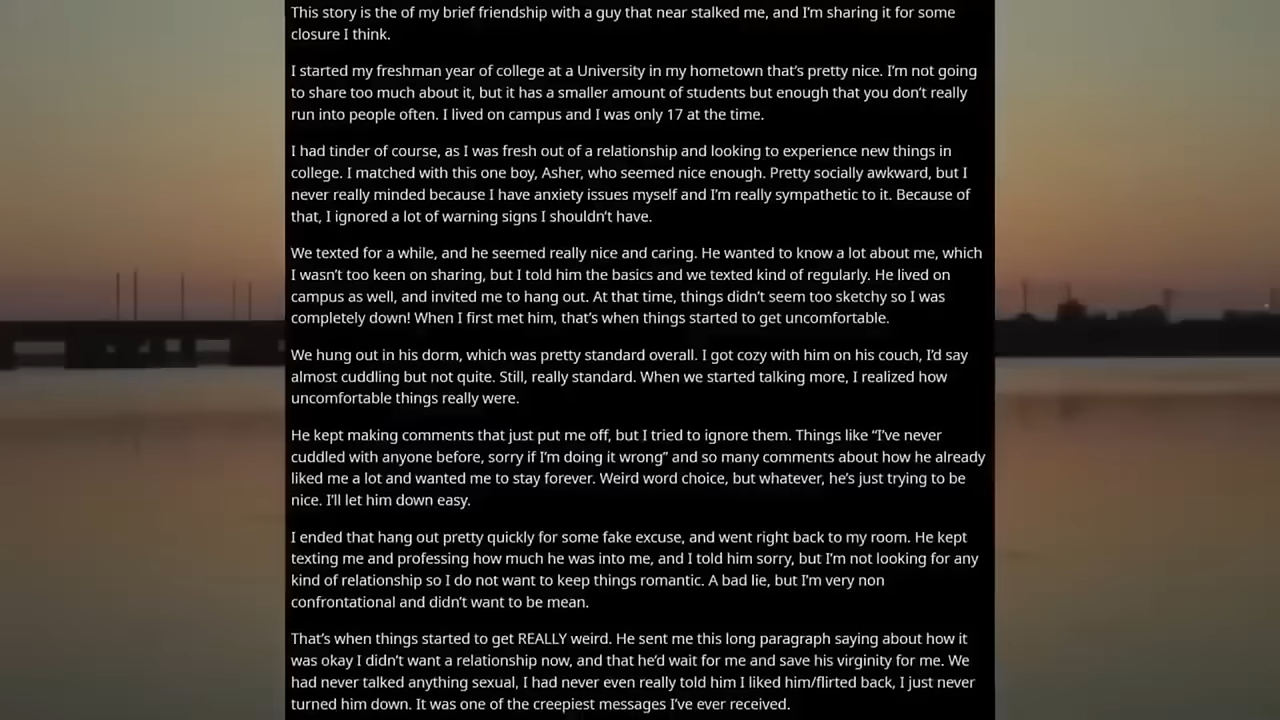 This story is the of my brief friendship with a guy that near stalked me, and I'm sharing it for some
closure I think.
I started my freshman year of college at a University in my hometown that's pretty nice. I'm not going
to share too much about it, but it has a smaller amount of students but enough that you don't really
run into people often. I lived on campus and I was only 17 at the time.
I had tinder of course, as I was fresh out of a relationship and looking to experience new things in
college. I matched with this one boy, Asher, who seemed nice enough. Pretty socially awkward, but I
never really minded because I have anxiety issues myself and I'm really sympathetic to it. Because of
that, I ignored a lot of warning signs I shouldn't have.
We texted for a while, and he seemed really nice and caring. He wanted to know a lot about me, which
I wasn't too keen on sharing, but I told him the basics and we texted kind of regularly. He lived on
campus as well, and invited me to hang out. At that time, things didn't seem too sketchy so I was
completely down! When I first met him, that's when things started to get uncomfortable.
We hung out in his dorm, which was pretty standard overall. I got cozy with him on his couch, I'd say
almost cuddling but not quite. Still, really standard. When we started talking more, I realized how
uncomfortable things really were.
He kept making comments that just put me off, but I tried to ignore them. Things like “I've never
cuddled with anyone before, sorry if I'm doing it wrong” and so many comments about how he already
liked me a lot and wanted me to stay forever. Weird word choice, but whatever, he's just trying to be
nice. I'll let him down easy.
I ended that hang out pretty quickly for some fake excuse, and went right back to my room. He kept
texting me and professing how much he was into me, and I told him sorry, but I'm not looking for any
kind of relationship so I do not want to keep things romantic. A bad lie, but I'm very non
confrontational and didn't want to be mean.
That's when things started to get REALLY weird. He sent me this long paragraph saying about how it
was okay I didn't want a relationship now, and that he'd wait for me and save his virginity for me. We
had never talked anything sexual, I had never even really told him I liked him/flirted back, I just never
turned him down. It was one of the creepiest messages I've ever received.